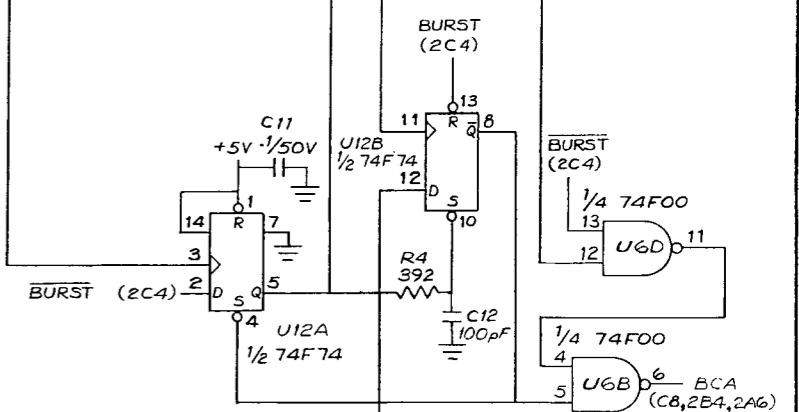 BURST
(2C4)
13
R
11
Q̅
8
U12B
1/2 74F74
12
D
S
10
C11
+5V .1/50V
1
R
14
7
3
BURST (2C4)
2
D
Q
5
S
4
U12A
1/2 74F74
R4
392
C12
100pF
BURST
(2C4)
1/4 74F00
13
12
U6D
11
1/4 74F00
4
5
U6B
6
BCA
(C8,2B4,2A6)